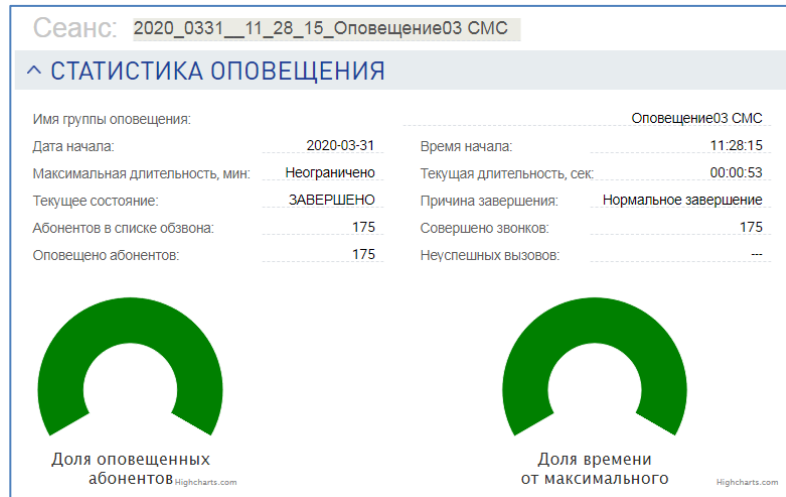 Сеанс: 2020_0331__11_28_15_Оповещение03 СМС
^ СТАТИСТИКА ОПОВЕЩЕНИЯ
Имя группы оповещения: Оповещение03 СМС
Дата начала: 2020-03-31 Время начала: 11:28:15
Максимальная длительность, мин: Неограничено Текущая длительность, сек: 00:00:53
Текущее состояние: ЗАВЕРШЕНО Причина завершения: Нормальное завершение
Абонентов в списке обзвона: 175 Совершено звонков: 175
Оповещено абонентов: 175 Неуспешных вызовов: ---
Доля оповещенных
абонентов
Highcharts.com
Доля времени
от максимального
Highcharts.com